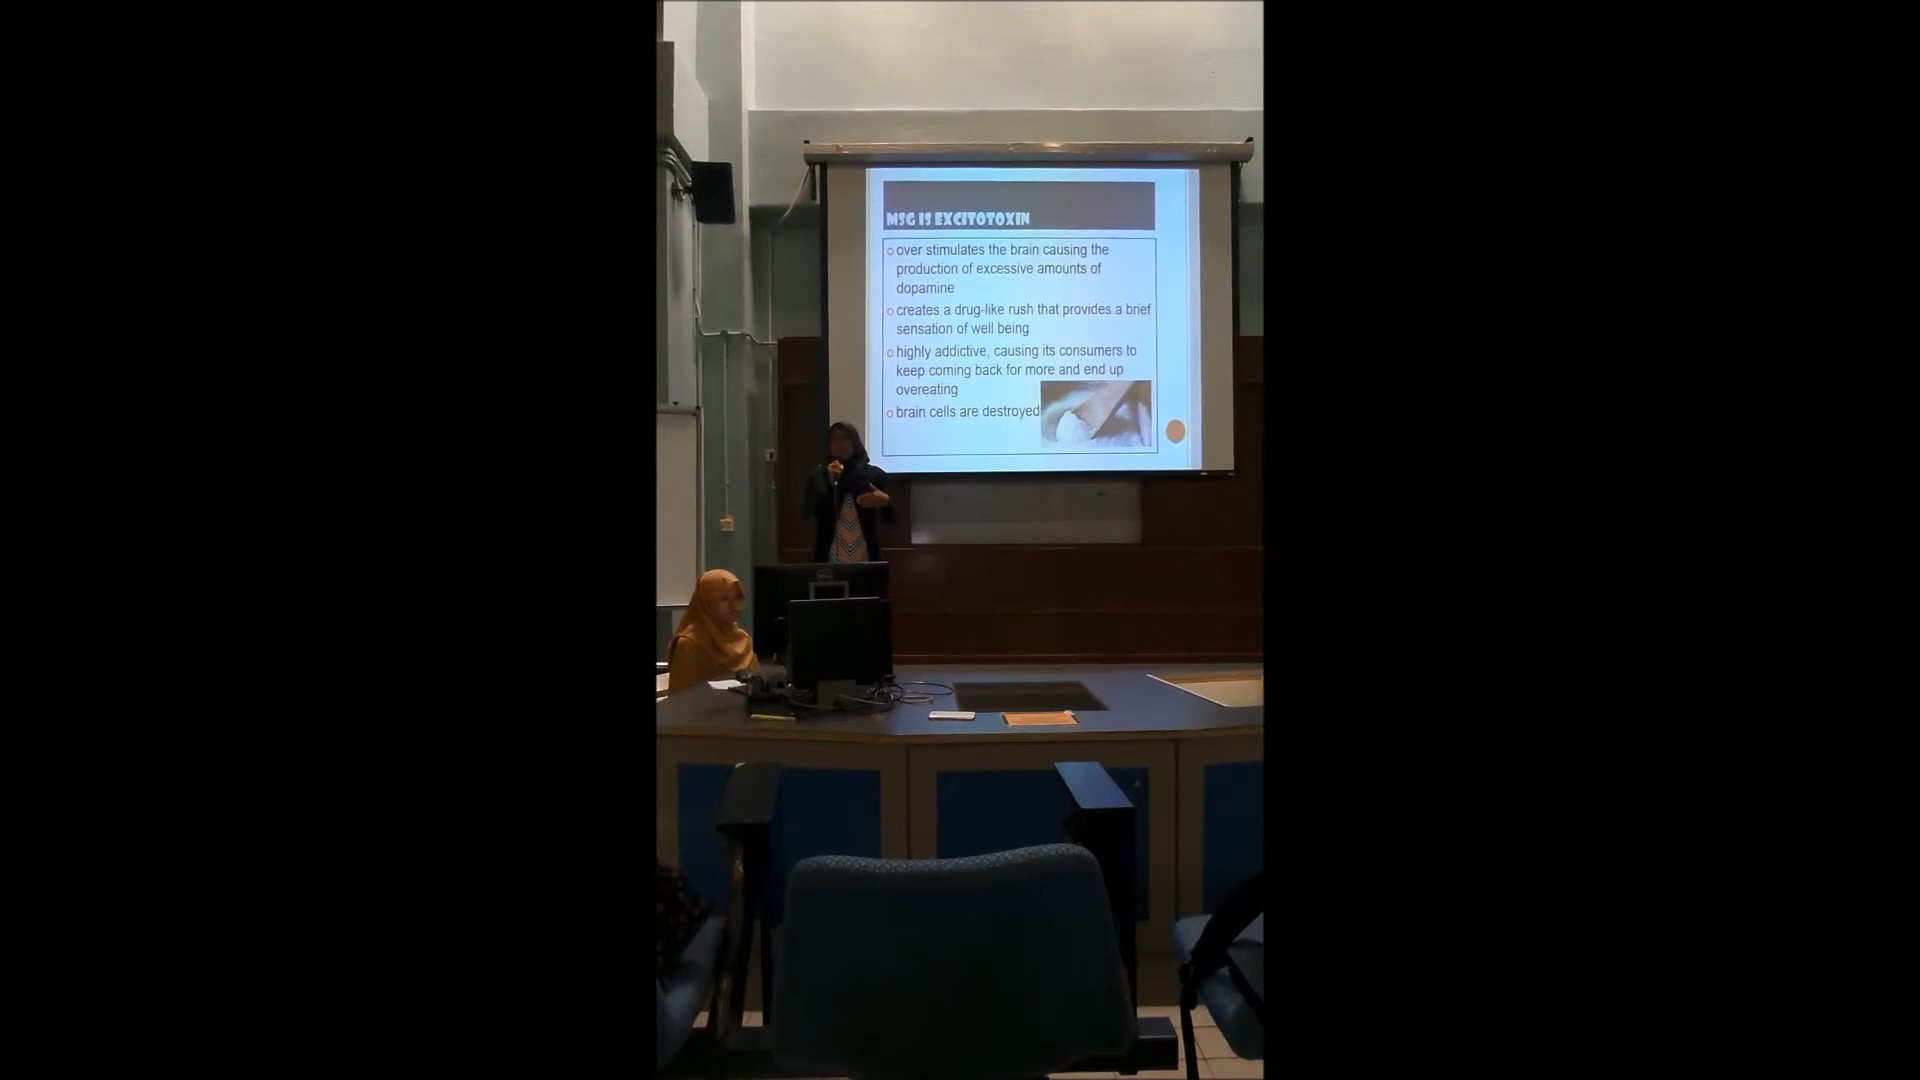 MSG IS EXCITOTOXIN
over stimulates the brain causing the
production of excessive amounts of
dopamine
creates a drug-like rush that provides a brief
sensation of well being
highly addictive, causing its consumers to
keep coming back for more and end up
overeating
brain cells are destroyed